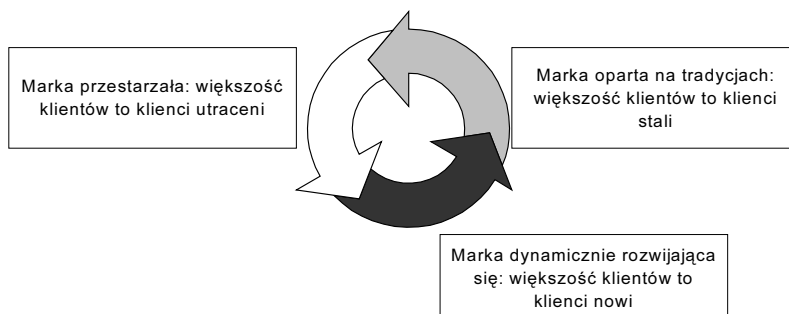 Marka przestarzała: większość
klientów to klienci utraceni
Marka oparta na tradycjach:
większość klientów to klienci
stali
Marka dynamicznie rozwijająca
się: większość klientów to
klienci nowi